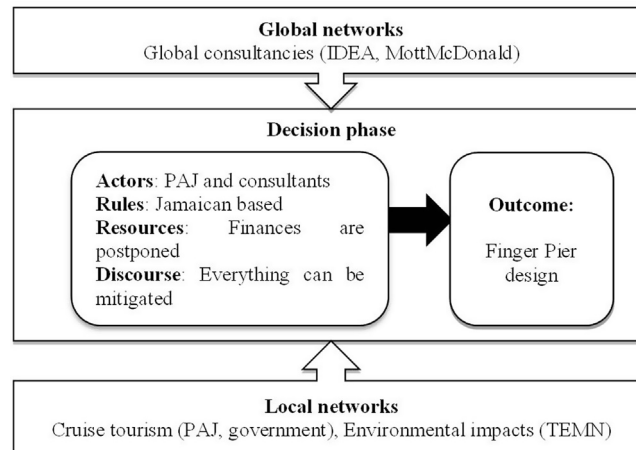 Global networks
Global consultancies (IDEA, MottMcDonald)
Decision phase
Actors: PAJ and consultants
Rules: Jamaican based
Resources: Finances are
postponed
Discourse: Everything can be
mitigated
Outcome:
Finger Pier
design
Local networks
Cruise tourism (PAJ, government), Environmental impacts (TEMN)